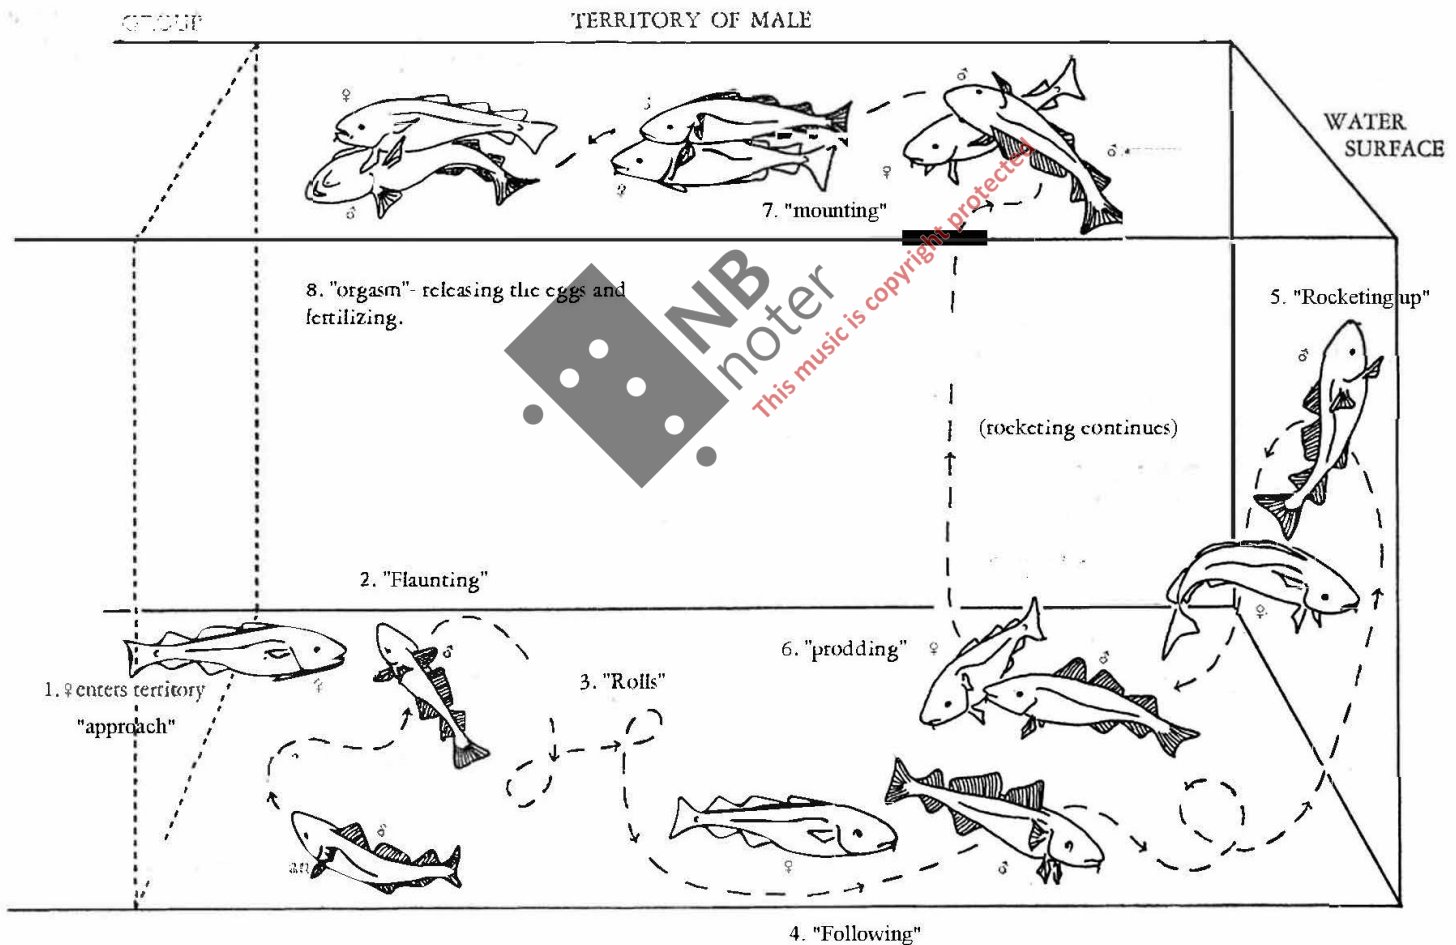 GROUP
TERRITORY OF MALE
WATER
SURFACE
7. "mounting"
8. "orgasm"- releasing the eggs and
fertilizing.
NB
noter
This music is copyright protected
5. "Rocketing up"
(rocketing continues)
2. "Flaunting"
6. "prodding"
1. ♀ enters territory
"approach"
3. "Rolls"
4. "Following"